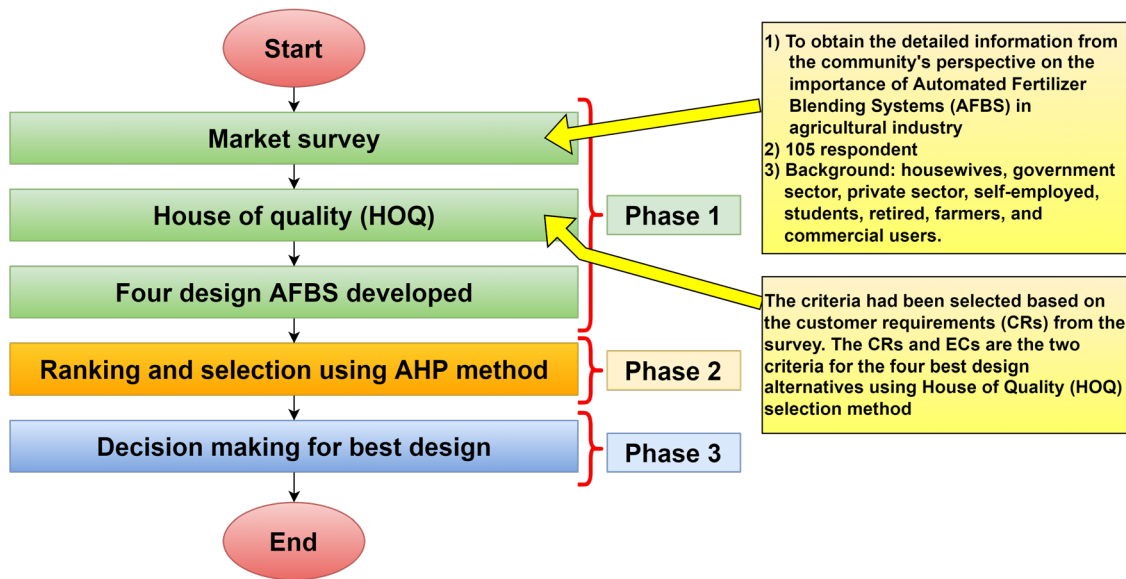 Start
Market survey
House of quality (HOQ)
Four design AFBS developed
Phase 1
Ranking and selection using AHP method
Phase 2
Decision making for best design
Phase 3
End
1) To obtain the detailed information from
the community's perspective on the
importance of Automated Fertilizer
Blending Systems (AFBS) in
agricultural industry
2) 105 respondent
3) Background: housewives, government
sector, private sector, self-employed,
students, retired, farmers, and
commercial users.
The criteria had been selected based on
the customer requirements (CRs) from the
survey. The CRs and ECs are the two
criteria for the four best design
alternatives using House of Quality (HOQ)
selection method